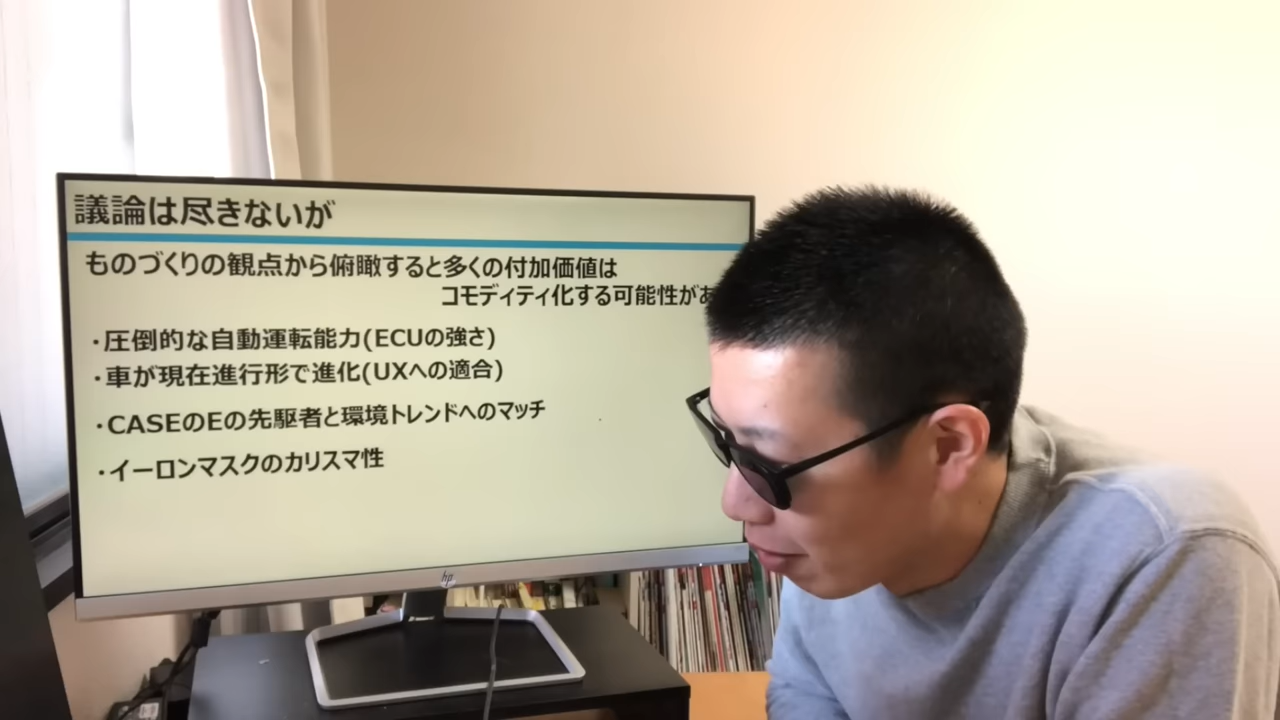 議論は尽きないが
ものづくりの観点から俯瞰すると多くの付加価値は
コモディティ化する可能性があ
・圧倒的な自動運転能力(ECUの強さ)
・車が現在進行形で進化(UXへの適合)
・CASEのEの先駆者と環境トレンドへのマッチ
・イーロンマスクのカリスマ性
hp